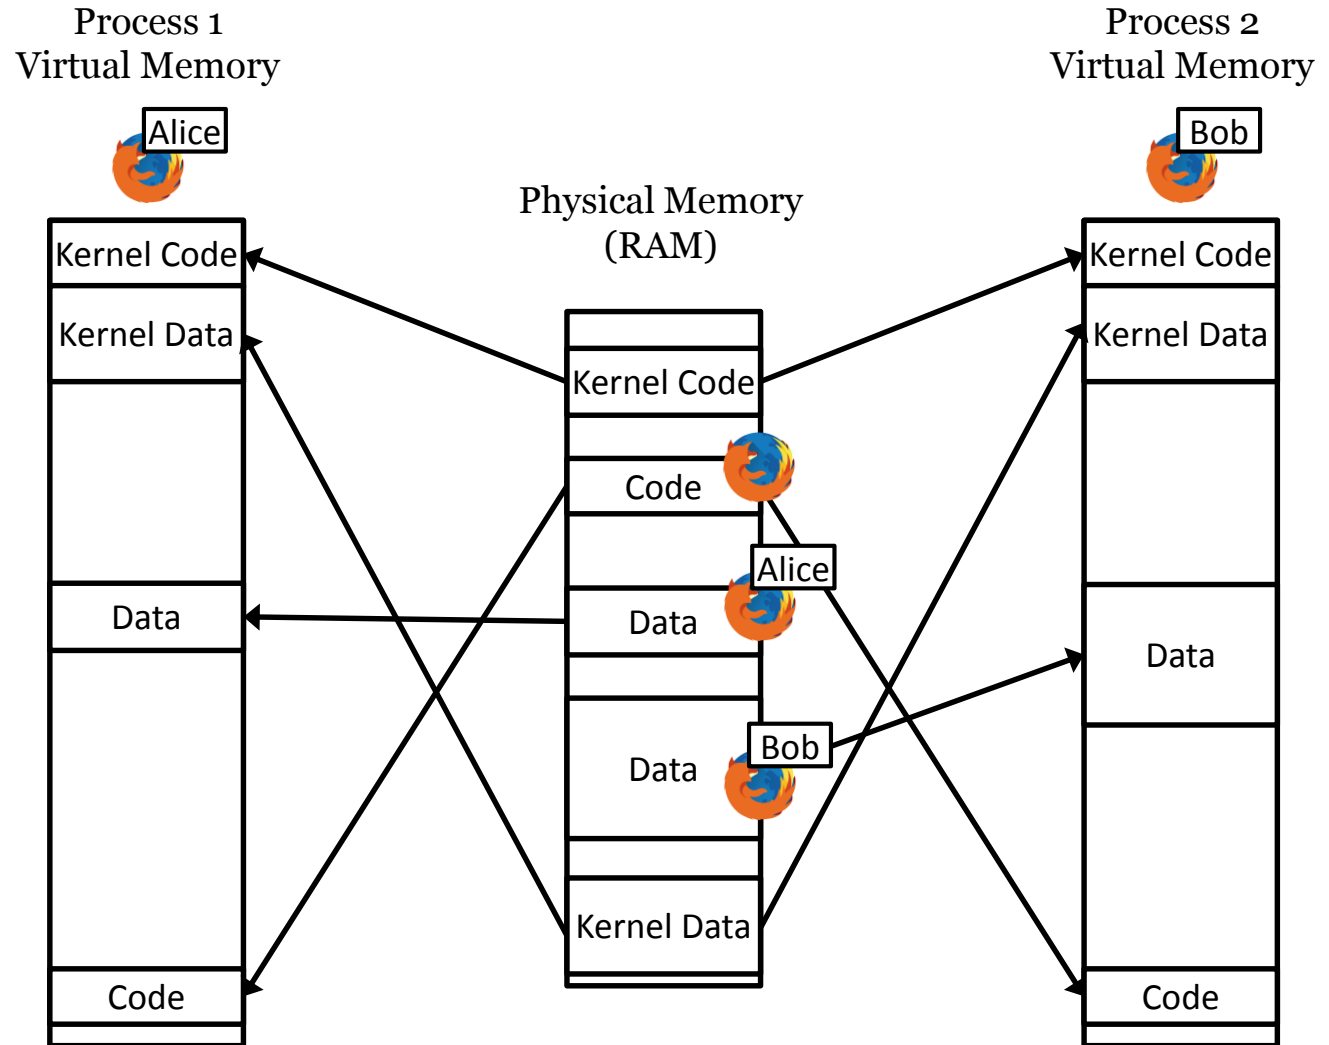 Process 1
Virtual Memory
Alice
Kernel Code
Kernel Data
Data
Code
Physical Memory
(RAM)
Kernel Code
Code
Alice
Data
Bob
Data
Kernel Data
Process 2
Virtual Memory
Bob
Kernel Code
Kernel Data
Data
Code